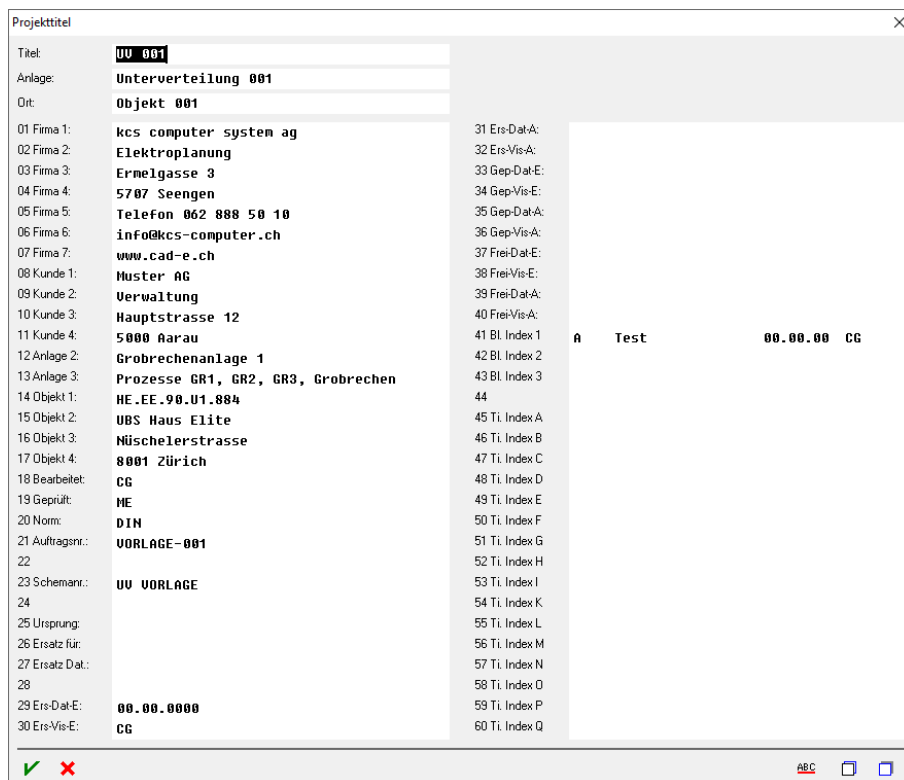 Projekttitel
Titel: UV 001
Anlage: Unterverteilung 001
Ort: Objekt 001
01 Firma 1: kcs computer system ag
02 Firma 2: Elektroplanung
03 Firma 3: Ermelgasse 3
04 Firma 4: 5707 Seengen
05 Firma 5: Telefon 062 888 50 10
06 Firma 6: info@kcs-computer.ch
07 Firma 7: www.cad-e.ch
08 Kunde 1: Muster AG
09 Kunde 2: Verwaltung
10 Kunde 3: Hauptstrasse 12
11 Kunde 4: 5000 Aarau
12 Anlage 2: Grobrechenanlage 1
13 Anlage 3: Prozesse GR1, GR2, GR3, Grobrechen
14 Objekt 1: HE.EE.90.U1.884
15 Objekt 2: UBS Haus Elite
16 Objekt 3: Nüschelerstrasse
17 Objekt 4: 8001 Zürich
18 Bearbeitet: CG
19 Geprüft: ME
20 Norm: DIN
21 Auftragsnr.: VORLAGE-001
22
23 Schemanr.: UV VORLAGE
24
25 Ursprung:
26 Ersatz für:
27 Ersatz Dat.:
28
29 Ers-Dat-E: 00.00.0000
30 Ers-Vis-E: CG
31 Ers-Dat-A:
32 Ers-Vis-A:
33 Gep-Dat-E:
34 Gep-Vis-E:
35 Gep-Dat-A:
36 Gep-Vis-A:
37 Frei-Dat-E:
38 Frei-Vis-E:
39 Frei-Dat-A:
40 Frei-Vis-A:
41 Bl. Index 1 A Test 00.00.00 CG
42 Bl. Index 2
43 Bl. Index 3
44
45 Ti. Index A
46 Ti. Index B
47 Ti. Index C
48 Ti. Index D
49 Ti. Index E
50 Ti. Index F
51 Ti. Index G
52 Ti. Index H
53 Ti. Index I
54 Ti. Index K
55 Ti. Index L
56 Ti. Index M
57 Ti. Index N
58 Ti. Index O
59 Ti. Index P
60 Ti. Index Q
ABC